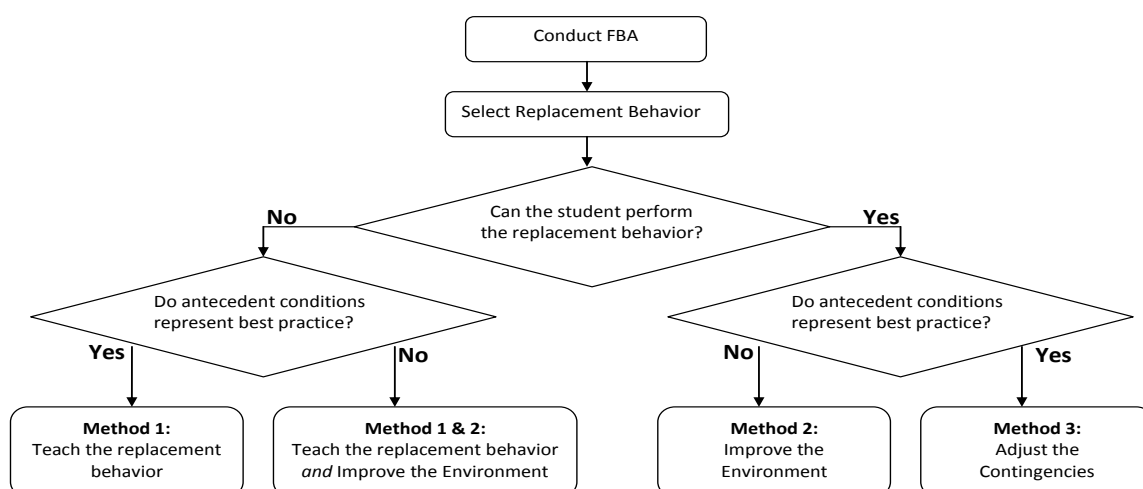 Conduct FBA
Select Replacement Behavior
Can the student perform
the replacement behavior?
No
Yes
Do antecedent conditions
represent best practice?
Do antecedent conditions
represent best practice?
Yes
No
No
Yes
Method 1:
Teach the replacement
behavior
Method 1 & 2:
Teach the replacement behavior
and Improve the Environment
Method 2:
Improve the
Environment
Method 3:
Adjust the
Contingencies